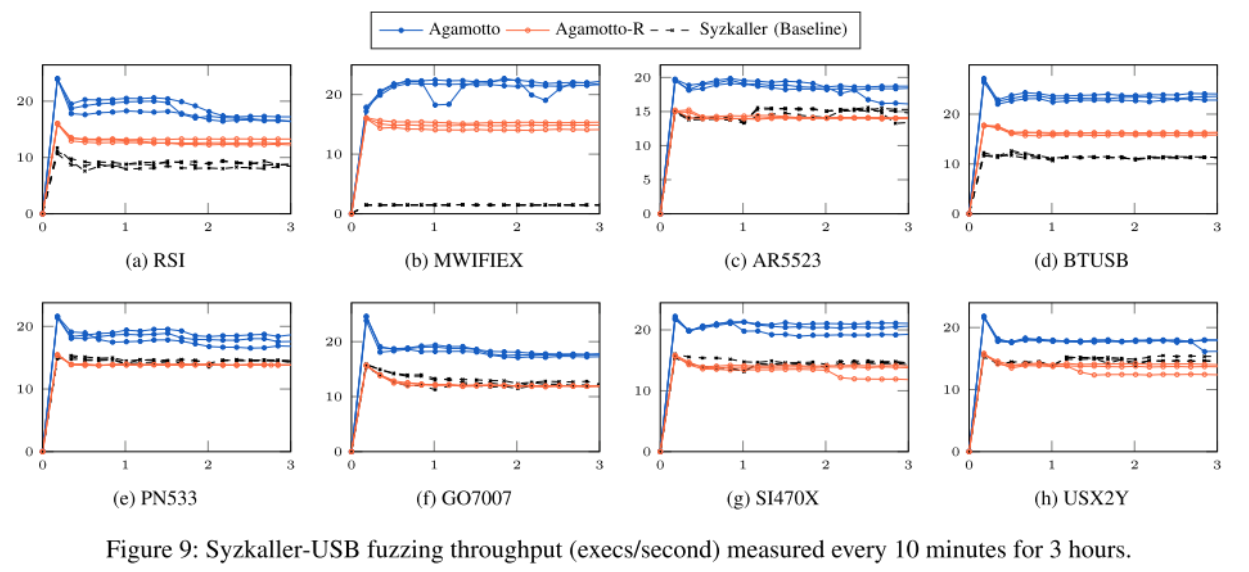 Agamotto Agamotto-R Syzkaller (Baseline)
20
10
0
0 1 2 3
(a) RSI
20
10
0
0 1 2 3
(b) MWIFIEX
20
15
10
5
0
0 1 2 3
(c) AR5523
20
10
0
0 1 2 3
(d) BTUSB
20
10
0
0 1 2 3
(e) PN533
20
10
0
0 1 2 3
(f) GO7007
20
10
0
0 1 2 3
(g) SI470X
20
10
0
0 1 2 3
(h) USX2Y
Figure 9: Syzkaller-USB fuzzing throughput (execs/second) measured every 10 minutes for 3 hours.